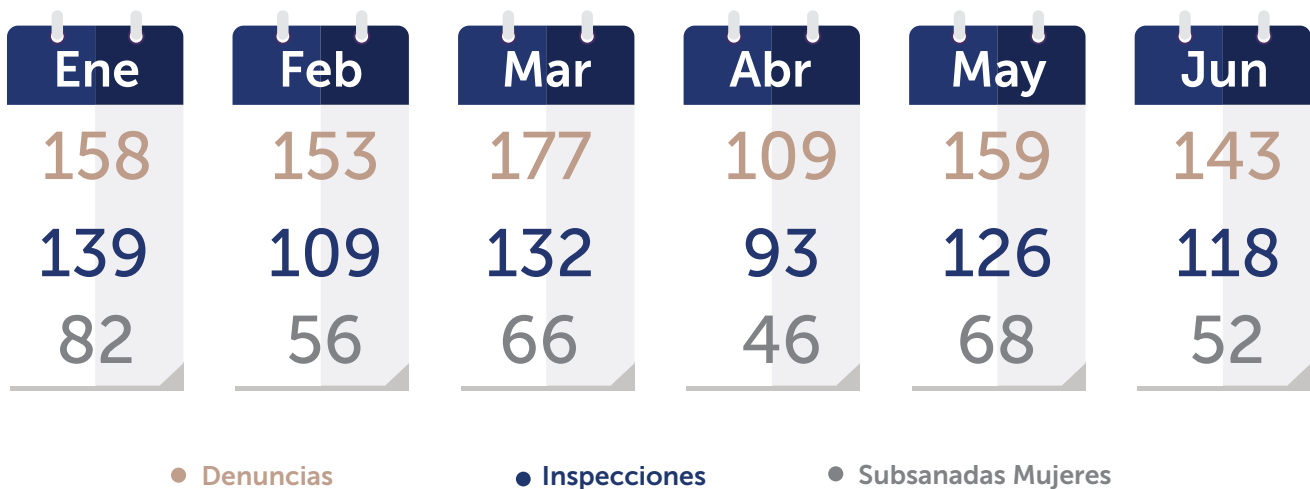 Ene Feb Mar Abr May Jun
158 153 177 109 159 143
139 109 132 93 126 118
82 56 66 46 68 52
Denuncias Inspecciones Subsanadas Mujeres